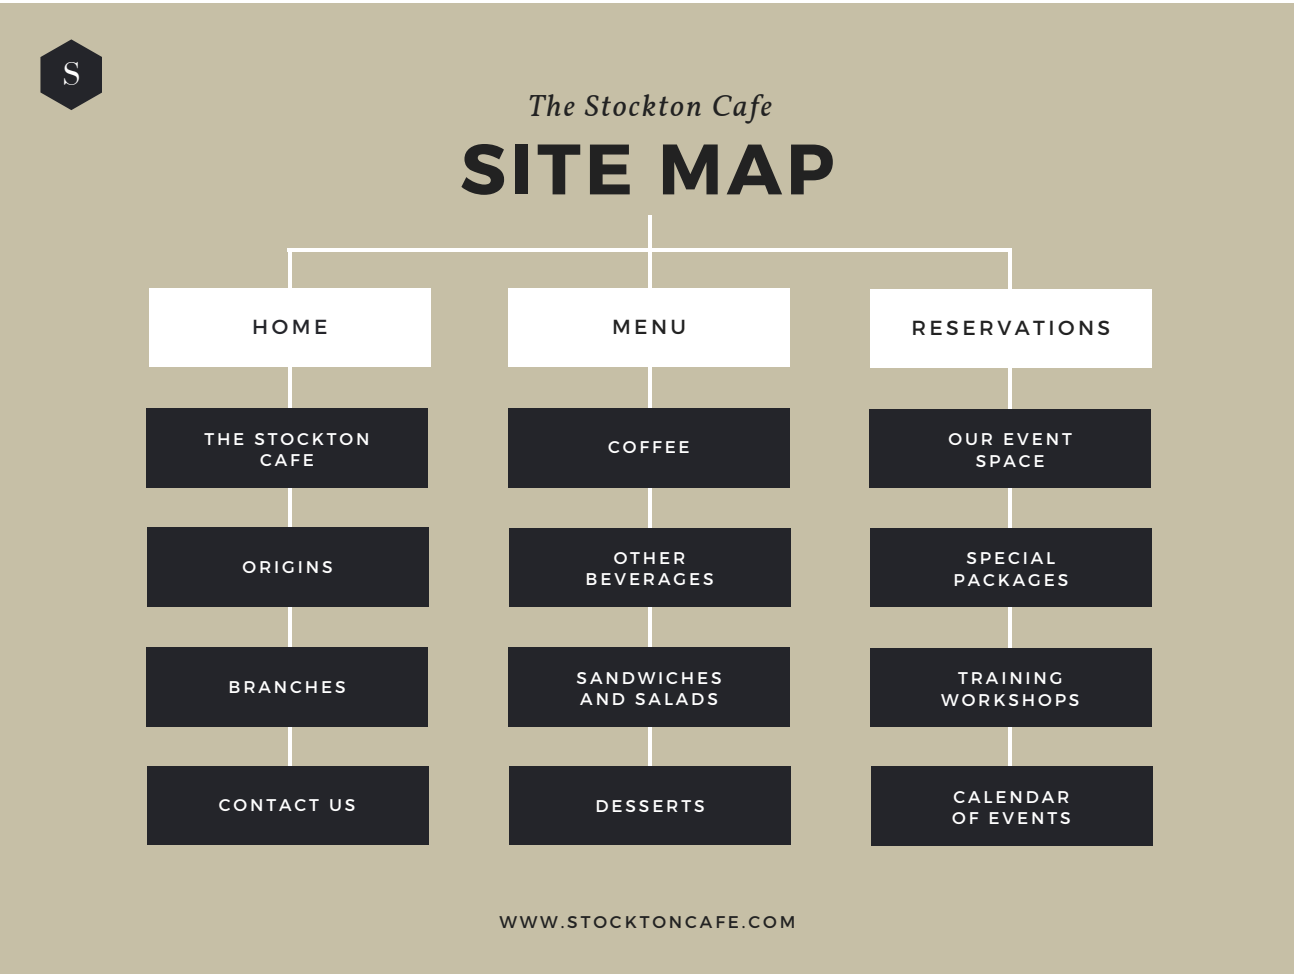 S
The Stockton Cafe
SITE MAP
HOME
MENU
RESERVATIONS
THE STOCKTON
CAFE
COFFEE
OUR EVENT
SPACE
ORIGINS
OTHER
BEVERAGES
SPECIAL
PACKAGES
BRANCHES
SANDWICHES
AND SALADS
TRAINING
WORKSHOPS
CONTACT US
DESSERTS
CALENDAR
OF EVENTS
WWW.STOCKTONCAFE.COM